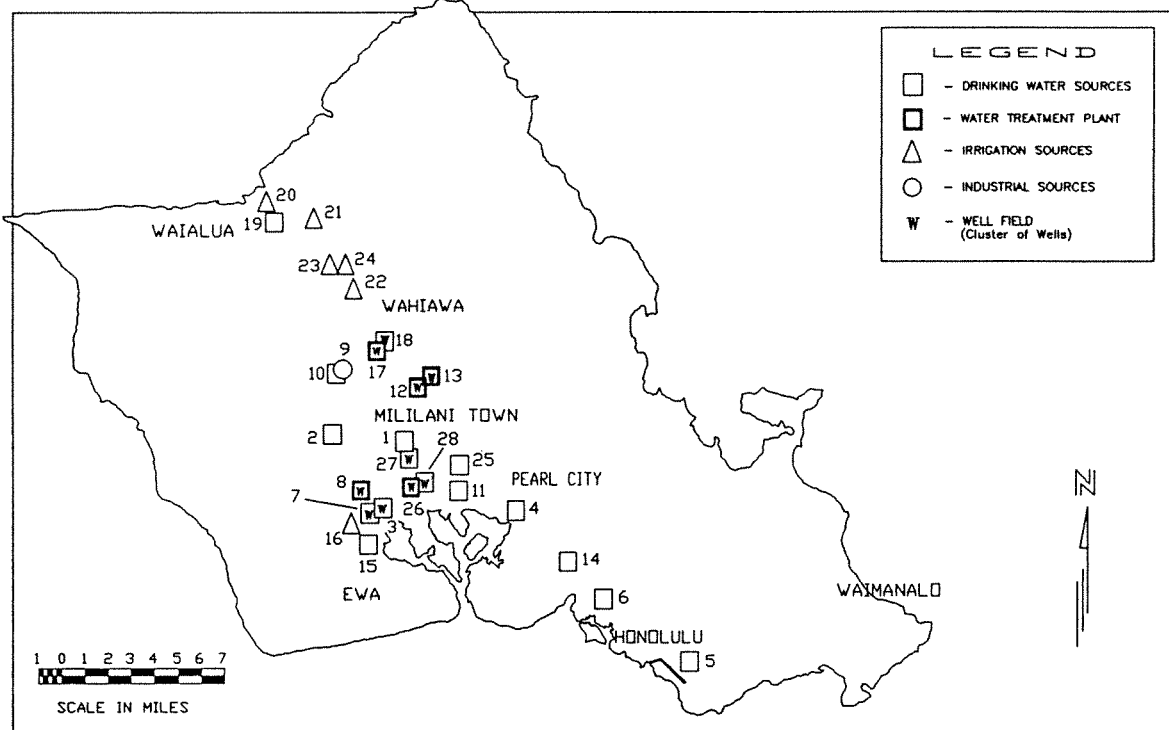 LEGEND
- DRINKING WATER SOURCES
- WATER TREATMENT PLANT
- IRRIGATION SOURCES
- INDUSTRIAL SOURCES
W - WELL FIELD
(Cluster of Wells)
20
19
21
WAIALUA
23
24
22
WAHIAWA
W
18
W
17
9
10
W
13
12
W
MILILANI TOWN
2
1
28
27
W
25
PEARL CITY
8
W
W
W
26
11
4
7
W
W
3
16
15
14
EWA
6
WAIMANALO
HONOLULU
5
N
1 0 1 2 3 4 5 6 7
SCALE IN MILES